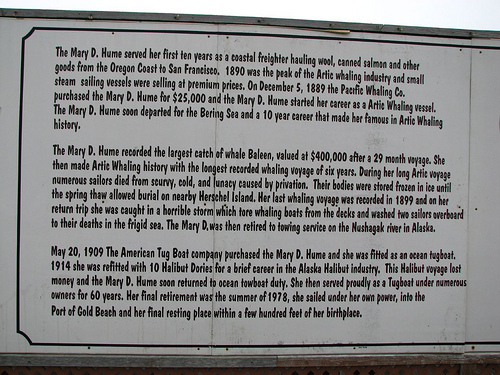 The Mary D. Hume served her first ten years as a coastal freighter hauling wool, canned salmon and other
goods from the Oregon Coast to San Francisco.  1890 was the peak of the Artic whaling industry and small
steam  sailing vessels were selling at premium prices. On December 5, 1889 the Pacific Whaling Co.
purchased the Mary D. Hume for $25,000 and the Mary D. Hume started her career as a Artic Whaling vessel.
The Mary D. Hume soon departed for the Bering Sea and a 10 year career that made her famous in Artic Whaling
history.
The Mary D. Hume recorded the largest catch of whale Baleen, valued at $400,000 after a 29 month voyage. She
then made Artic Whaling history with the longest recorded whaling voyage of six years. During her long Artic voyage
numerous sailors died from scurvy, cold, and lunacy caused by privation.  Their bodies were stored frozen in ice until
the spring thaw allowed burial on nearby Herschel Island. Her last whaling voyage was recorded in 1899 and on her
return trip she was caught in a horrible storm which tore whaling boats from the decks and washed two sailors overboard
to their deaths in the frigid sea. The Mary D.was then retired to towing service on the Nushagak river in Alaska.
May 20, 1909 The American Tug Boat company purchased the Mary D. Hume and she was fitted as an ocean tugboat.
1914 she was refitted with 10 Halibut Dories for a brief career in the Alaska Halibut industry.  This Halibut voyage lost
money and the Mary D. Hume soon returned to ocean towboat duty. She then served proudly as a Tugboat under numerous
owners for 60 years. Her final retirement was the summer of 1978, she sailed under her own power, into the
Port of Gold Beach and her final resting place within a few hundred feet of her birthplace.